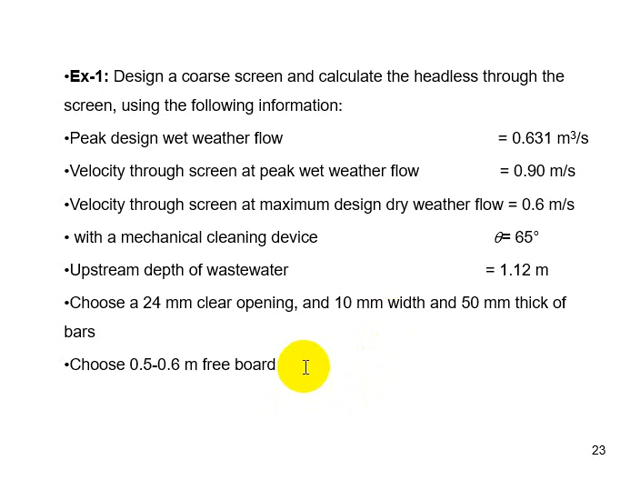 •Ex-1: Design a coarse screen and calculate the headless through the
screen, using the following information:
•Peak design wet weather flow = 0.631 m³/s
•Velocity through screen at peak wet weather flow = 0.90 m/s
•Velocity through screen at maximum design dry weather flow = 0.6 m/s
• with a mechanical cleaning device θ= 65°
•Upstream depth of wastewater = 1.12 m
•Choose a 24 mm clear opening, and 10 mm width and 50 mm thick of
bars
•Choose 0.5-0.6 m free board
23